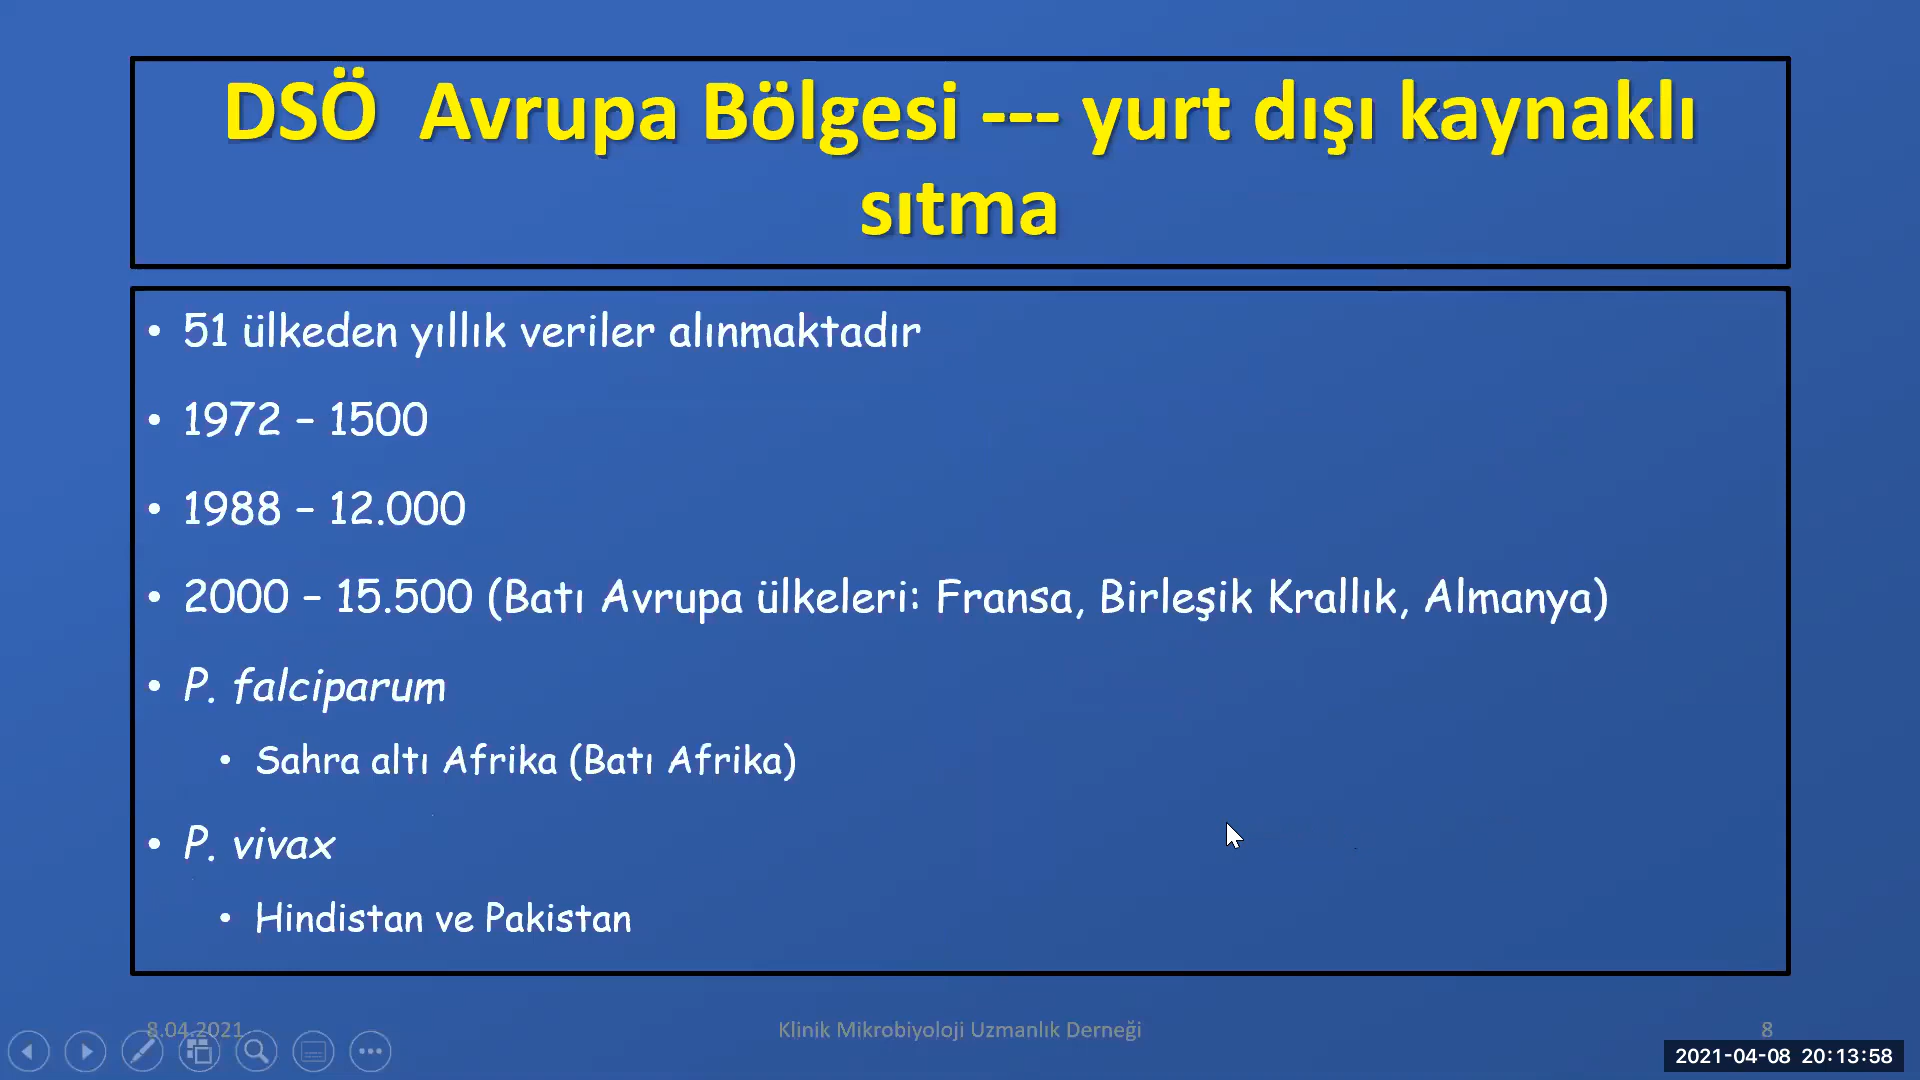 DSÖ  Avrupa Bölgesi --- yurt dışı kaynaklı
sıtma
• 51 ülkeden yıllık veriler alınmaktadır
• 1972 – 1500
• 1988 – 12.000
• 2000 – 15.500 (Batı Avrupa ülkeleri: Fransa, Birleşik Krallık, Almanya)
• P. falciparum
• Sahra altı Afrika (Batı Afrika)
• P. vivax
• Hindistan ve Pakistan
8.04.2021
Klinik Mikrobiyoloji Uzmanlık Derneği
8
2021-04-08 20:13:58